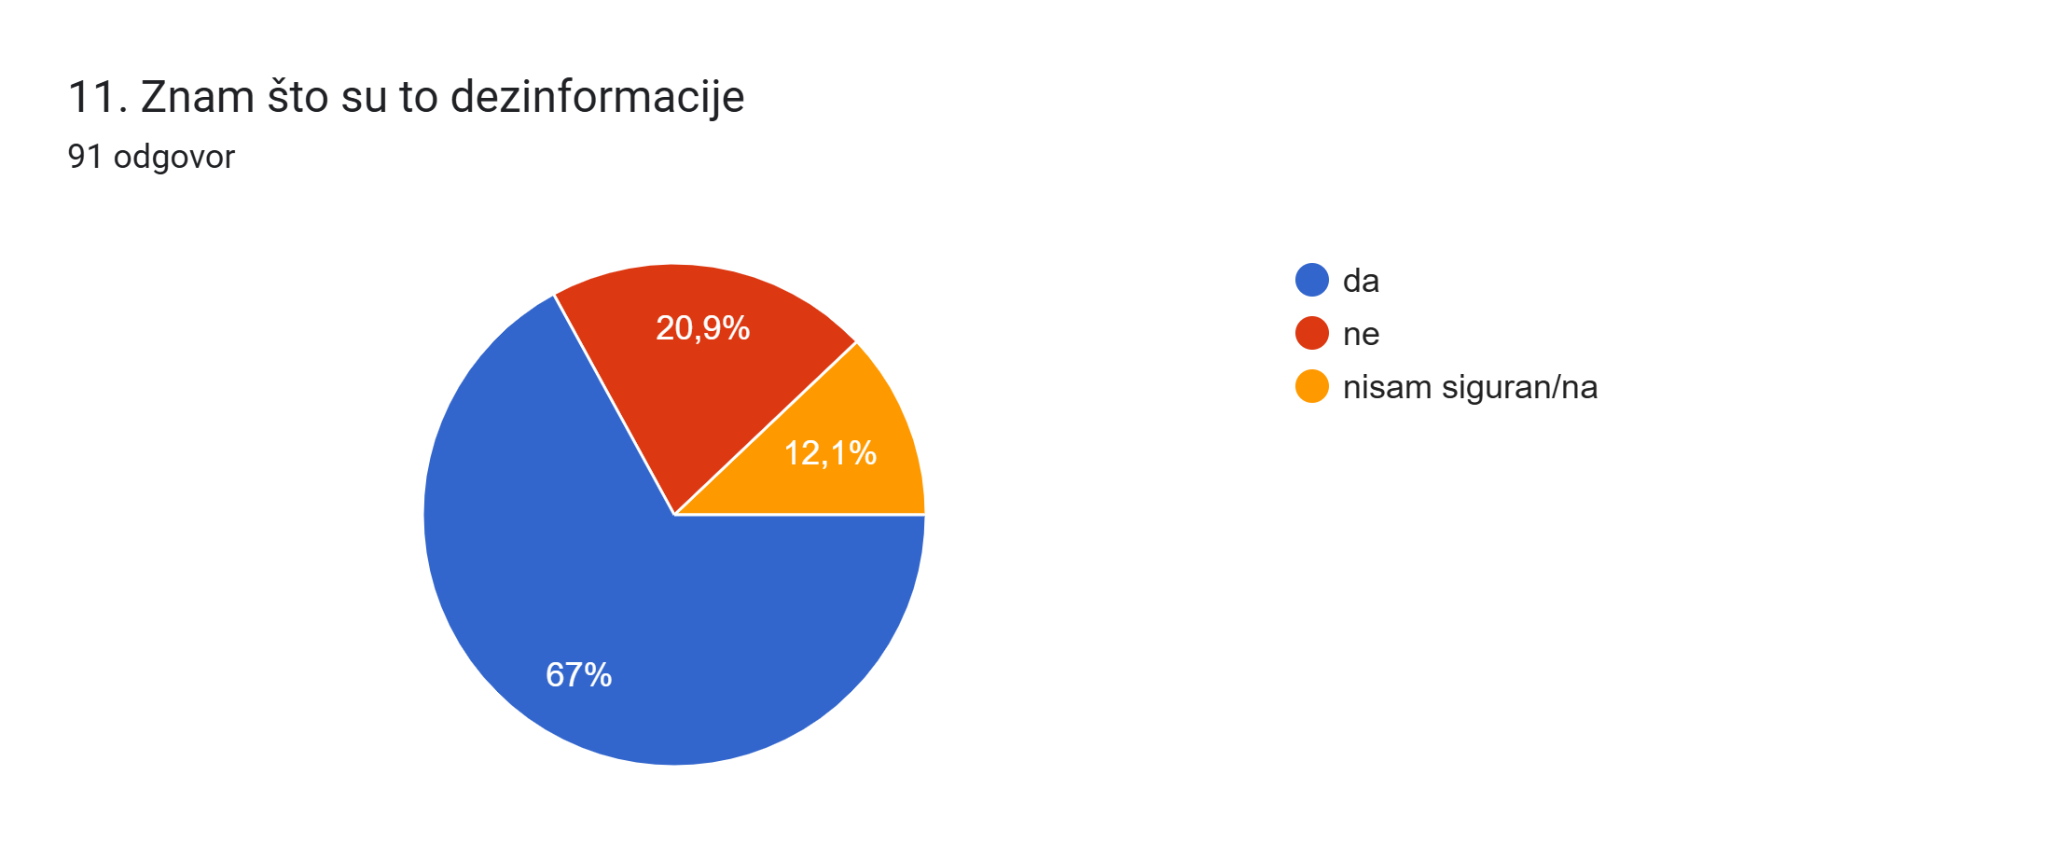 11. Znam što su to dezinformacije
91 odgovor
da
ne
nisam siguran/na
20,9%
12,1%
67%